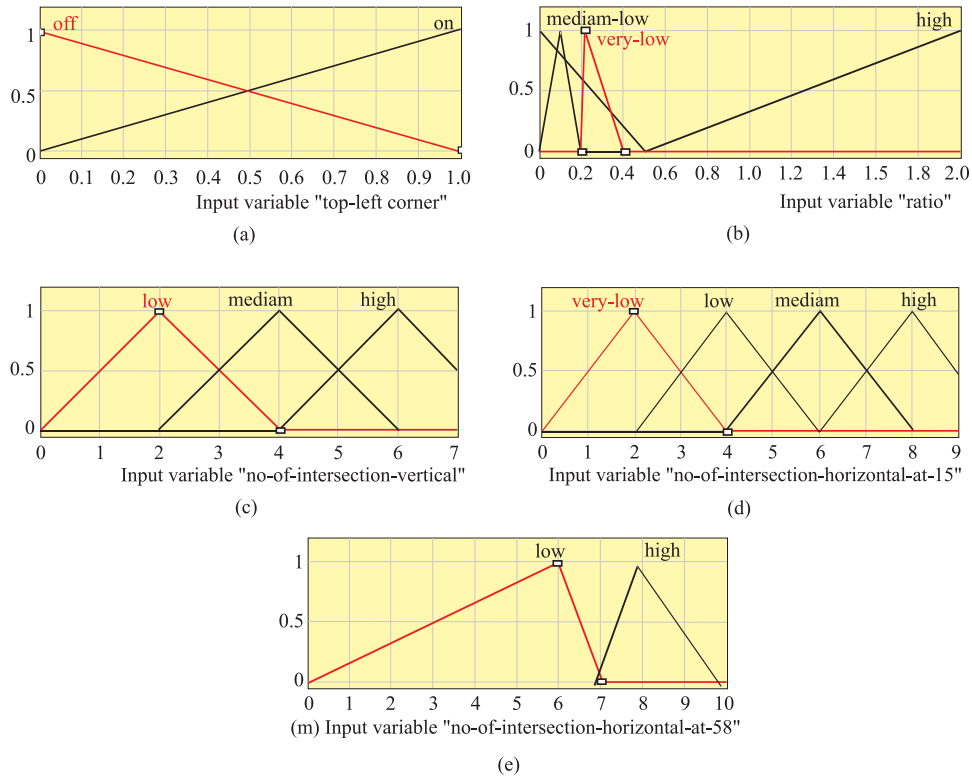 off
on
1
0.5
0
0 0.1 0.2 0.3 0.4 0.5 0.6 0.7 0.8 0.9 1.0
Input variable "top-left corner"
(a)
mediam-low
very-low
high
1
0.5
0
0 0.2 0.4 0.6 0.8 1.0 1.2 1.4 1.6 1.8 2.0
Input variable "ratio"
(b)
low
mediam
high
1
0.5
0
0 1 2 3 4 5 6 7
Input variable "no-of-intersection-vertical"
(c)
very-low
low
mediam
high
1
0.5
0
0 1 2 3 4 5 6 7 8 9
Input variable "no-of-intersection-horizontal-at-15"
(d)
low
high
1
0.5
0
0 1 2 3 4 5 6 7 8 9 10
(m) Input variable "no-of-intersection-horizontal-at-58"
(e)